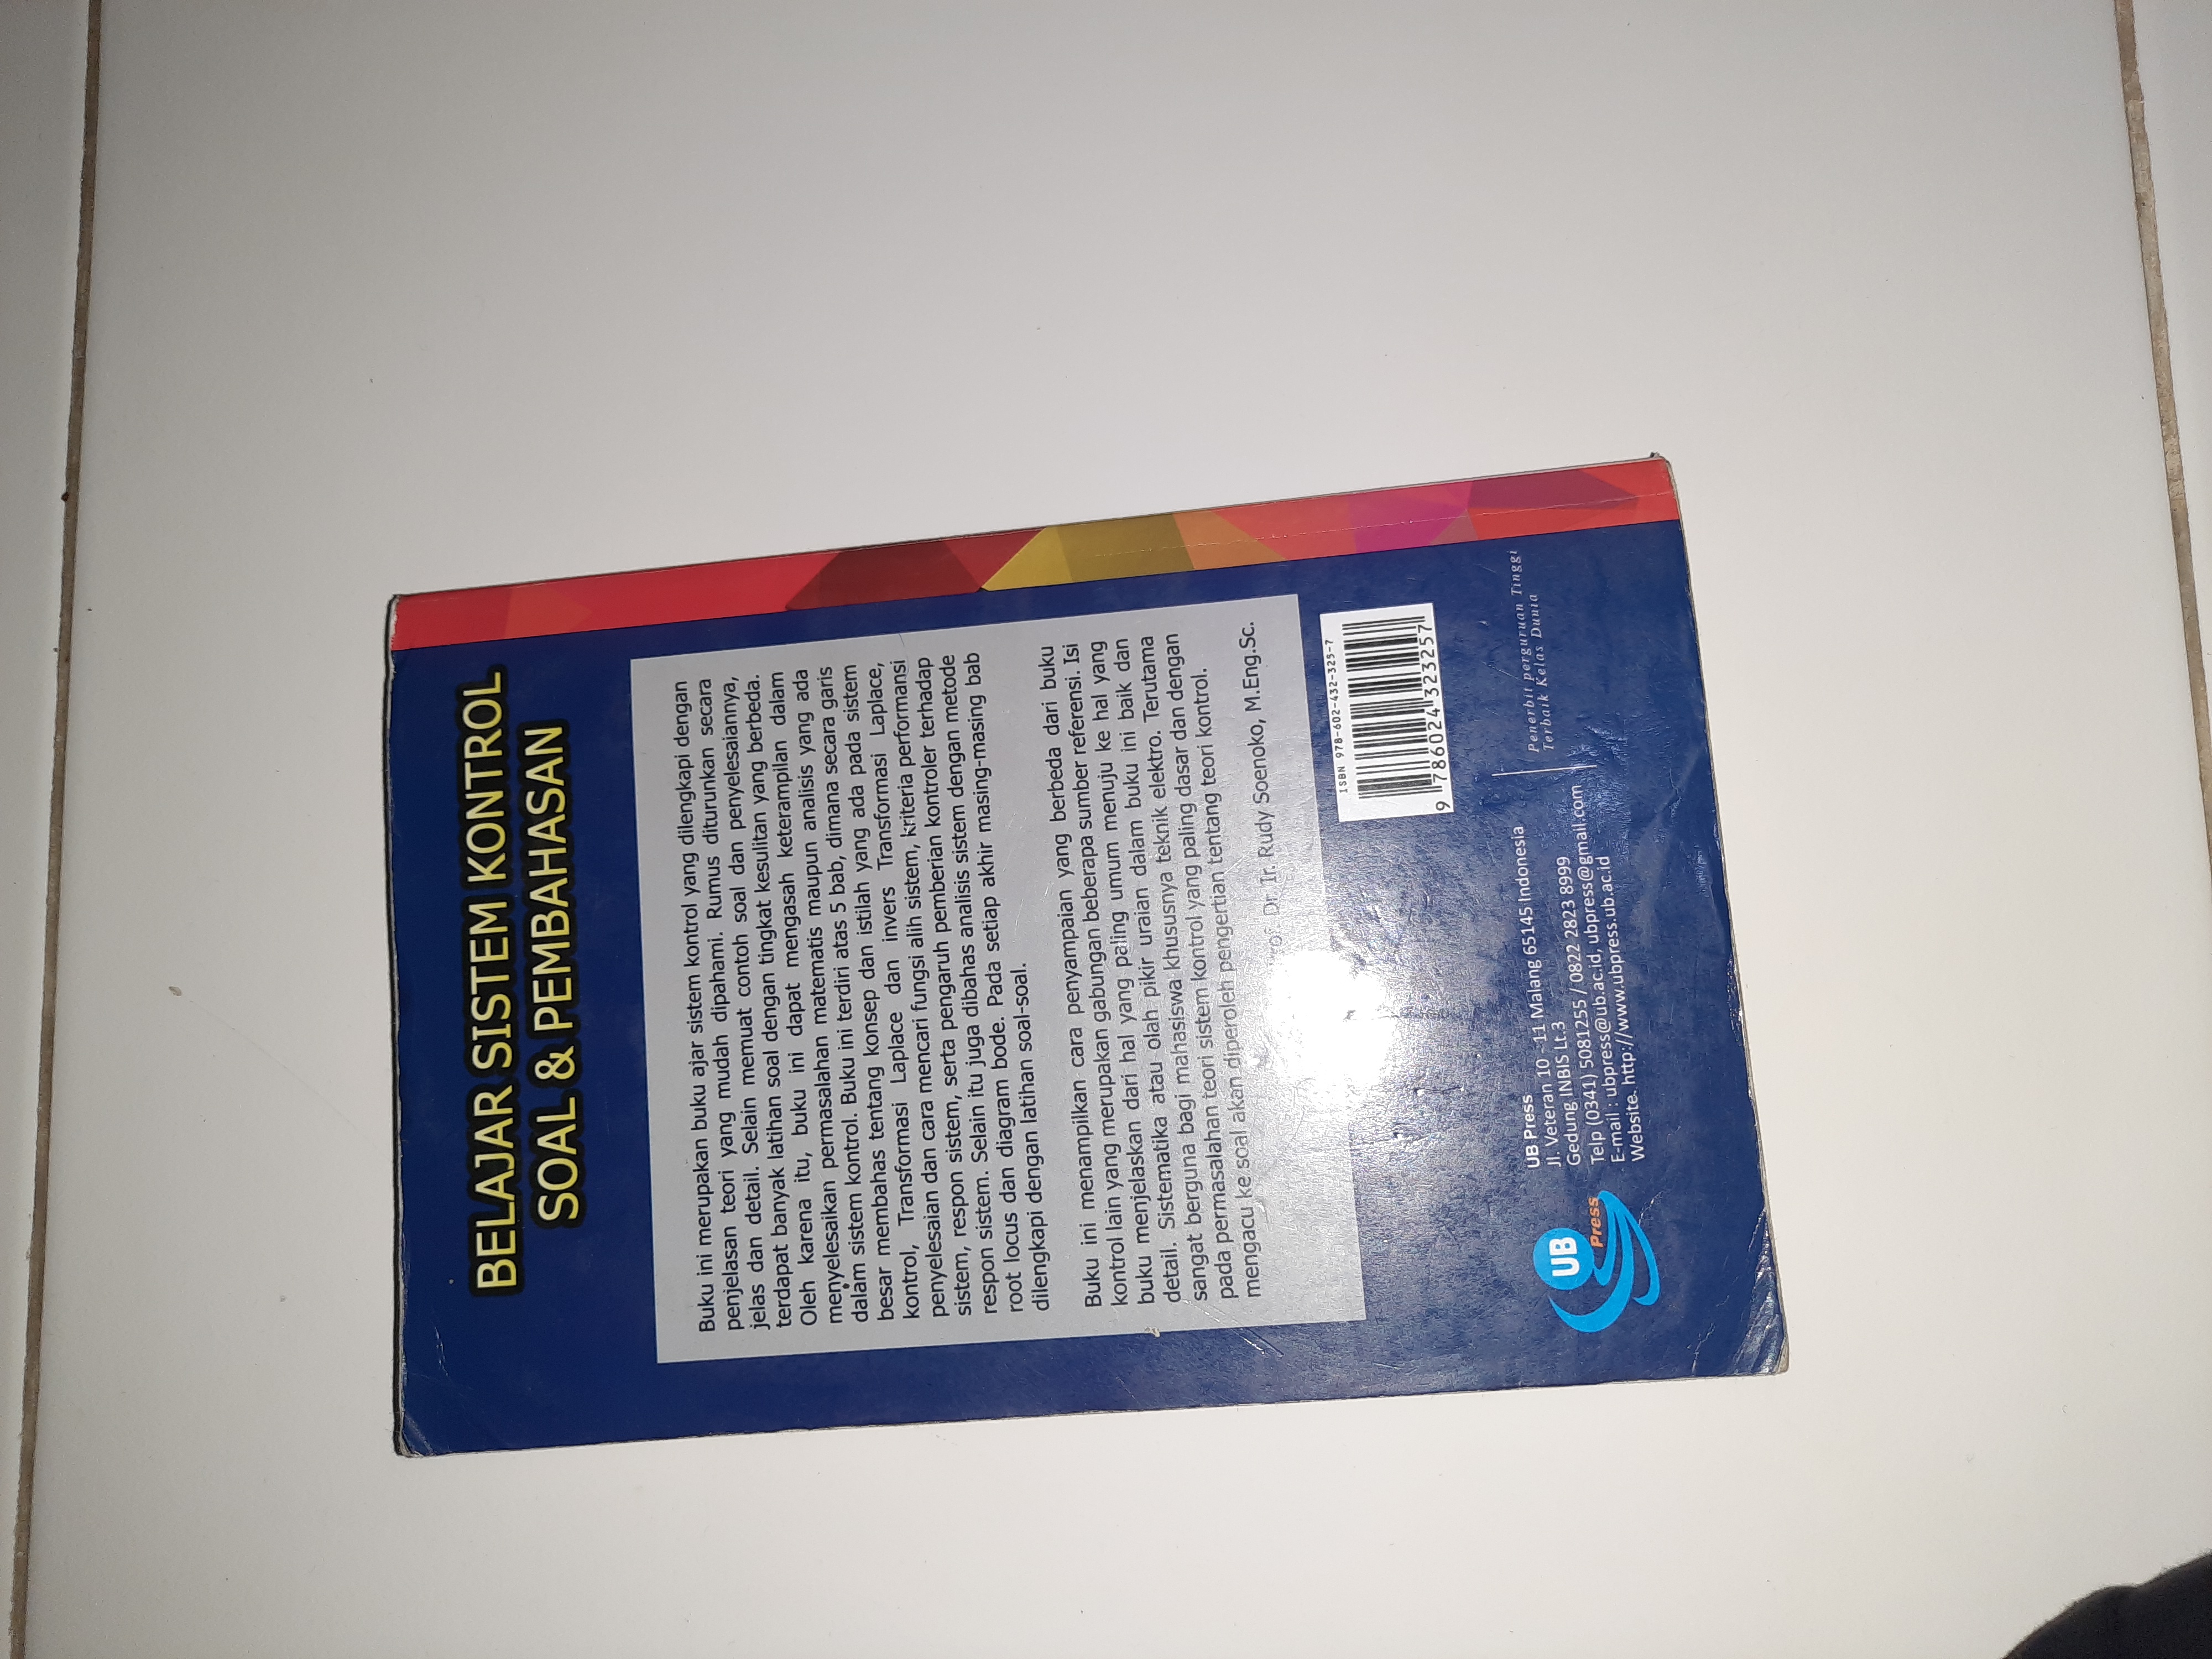 BELAJAR SISTEM KONTROL
SOAL & PEMBAHASAN
Buku ini merupakan buku ajar sistem kontrol yang dilengkapi dengan
penjelasan teori yang mudah dipahami. Rumus diturunkan secara
jelas dan detail. Selain memuat contoh soal dan penyelesaiannya,
terdapat banyak latihan soal dengan tingkat kesulitan yang berbeda.
Oleh karena itu, buku ini dapat mengasah keterampilan dalam
menyelesaikan permasalahan matematis maupun analisis yang ada
dalam sistem kontrol. Buku ini terdiri atas 5 bab, dimana secara garis
besar membahas tentang konsep dan istilah yang ada pada sistem
kontrol, Transformasi Laplace dan invers Transformasi Laplace,
penyelesaian dan cara mencari fungsi alih sistem, kriteria performansi
sistem, respon sistem, serta pengaruh pemberian kontroler terhadap
respon sistem. Selain itu juga dibahas analisis sistem dengan metode
root locus dan diagram bode. Pada setiap akhir masing-masing bab
dilengkapi dengan latihan soal-soal.
Buku ini menampilkan cara penyampaian yang berbeda dari buku
kontrol lain yang merupakan gabungan beberapa sumber referensi. Isi
buku menjelaskan dari hal yang paling umum menuju ke hal yang
detail. Sistematika atau olah pikir uraian dalam buku ini baik dan
sangat berguna bagi mahasiswa khususnya teknik elektro. Terutama
pada permasalahan teori sistem kontrol yang paling dasar dan dengan
mengacu ke soal akan diperoleh pengertian tentang teori kontrol.
Prof. Dr. Ir. Rudy Soenoko, M.Eng.Sc.
ISBN 978-602-432-325-7
9 786024 323257
UB
Press
UB Press
Jl. Veteran 10 - 11 Malang 65145 Indonesia
Gedung INBIS Lt.3
Telp (0341) 5081255 / 0822 2823 8999
E-mail : ubpress@ub.ac.id, ubpress@gmail.com
Website. http://www.ubpress.ub.ac.id
Penerbit perguruan Tinggi
Terbaik Kelas Dunia